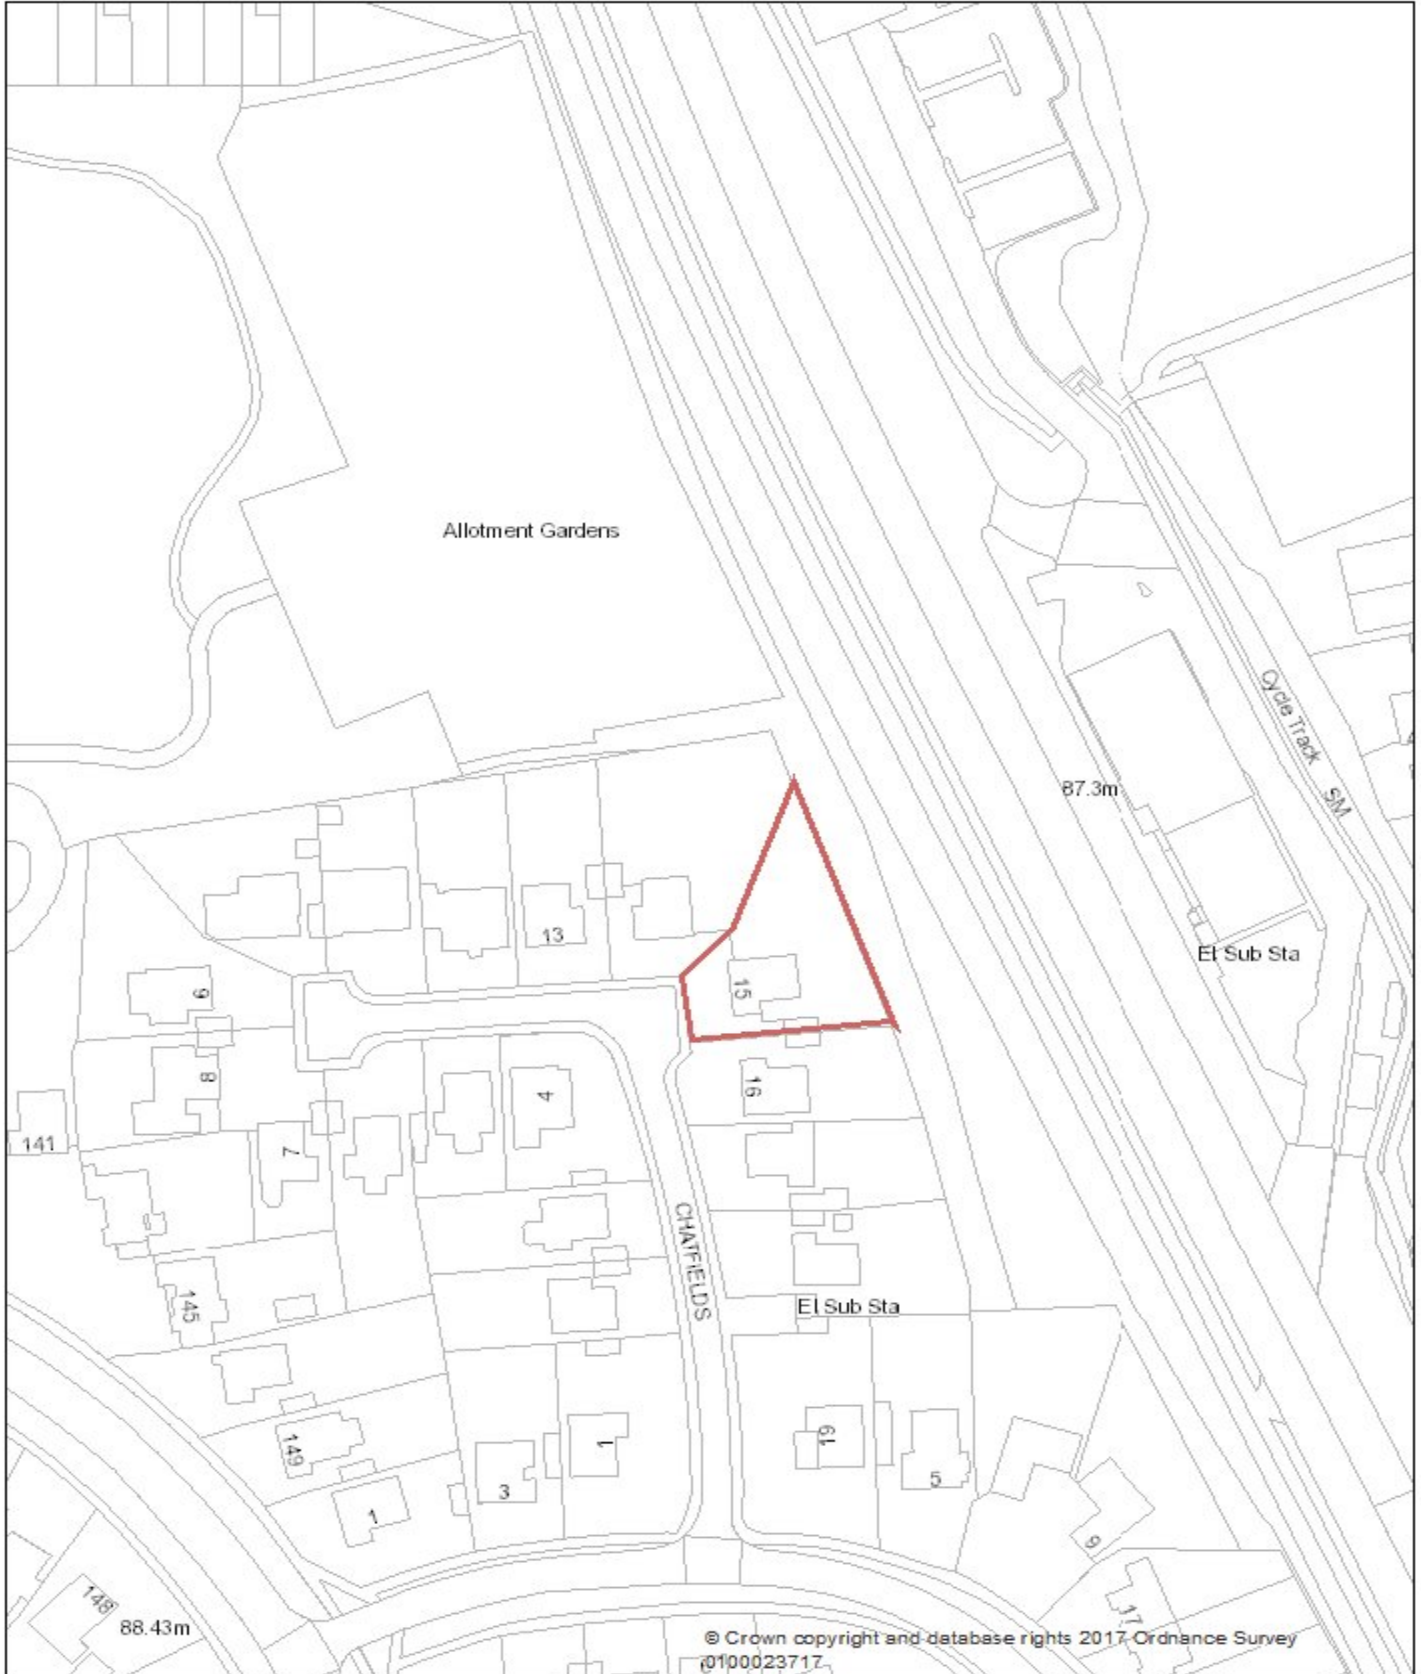 Allotment Gardens
Cycle Track
SM
87.3m
El Sub Sta
13
15
9
16
8
4
141
7
CHATFIELDS
145
El Sub Sta
19
149
1
5
3
1
9
148
17
88.43m
© Crown copyright and database rights 2017 Ordnance Survey
0100023717